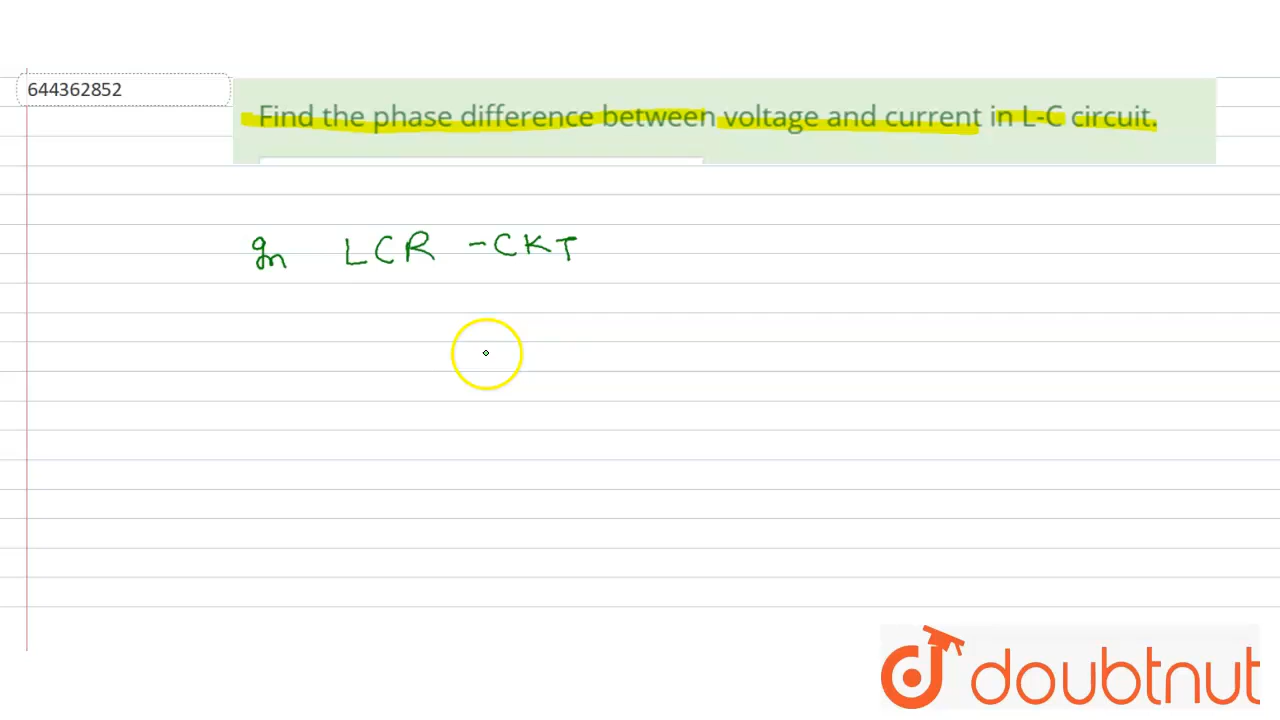 644362852
Find the phase difference between voltage and current in L-C circuit.
In LCR -CKT
doubtnut